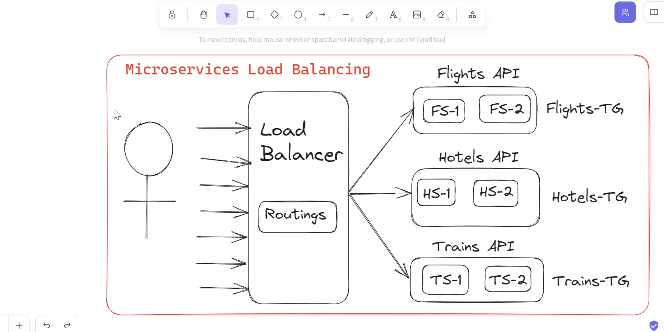 To move canvas, hold mouse wheel or spacebar while dragging, or use the hand tool
Microservices Load Balancing
Flights API
FS-1
FS-2
Flights-TG
Load
Balancer
Routings
Hotels API
HS-1
HS-2
Hotels-TG
Trains API
TS-1
TS-2
Trains-TG